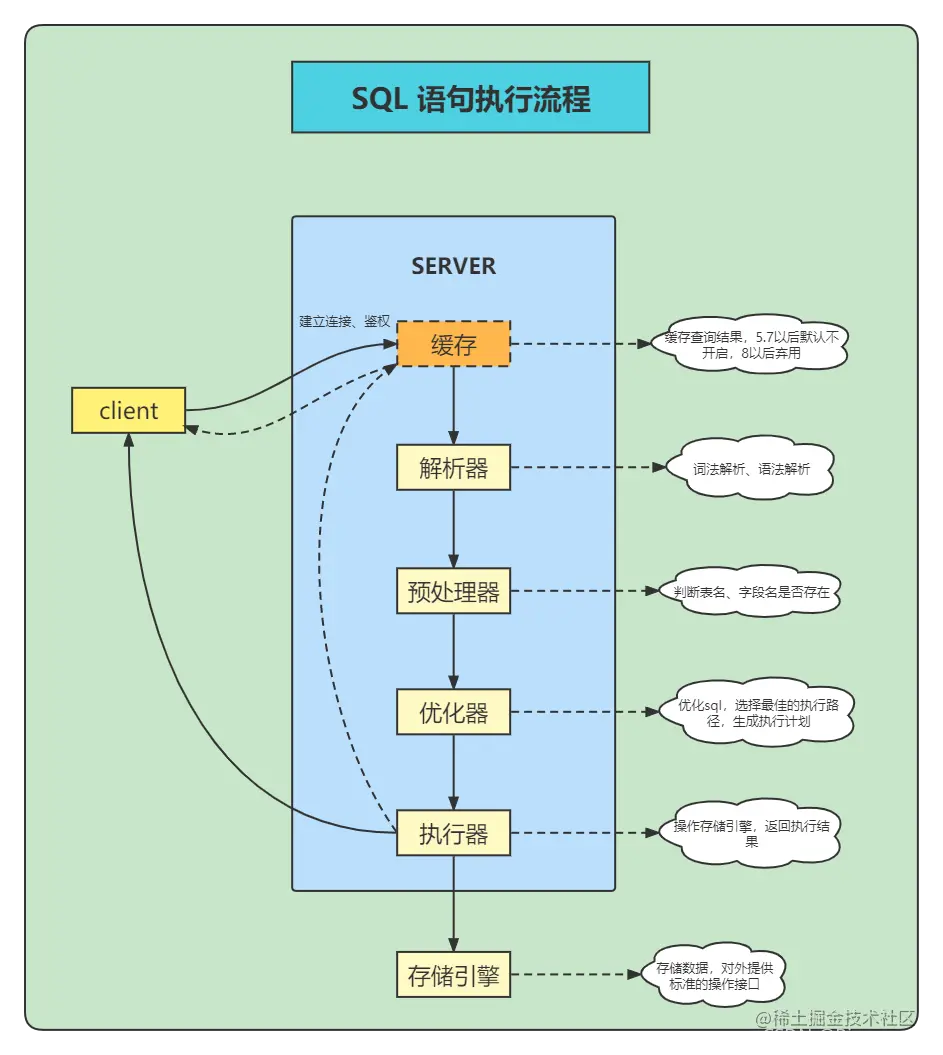 SQL 语句执行流程
SERVER
建立连接、鉴权
缓存
缓存查询结果，5.7以后默认不
开启，8以后弃用
client
解析器
词法解析、语法解析
预处理器
判断表名、字段名是否存在
优化器
优化sql，选择最佳的执行路
径，生成执行计划
执行器
操作存储引擎，返回执行结
果
存储引擎
存储数据，对外提供
标准的操作接口
@稀土掘金技术社区